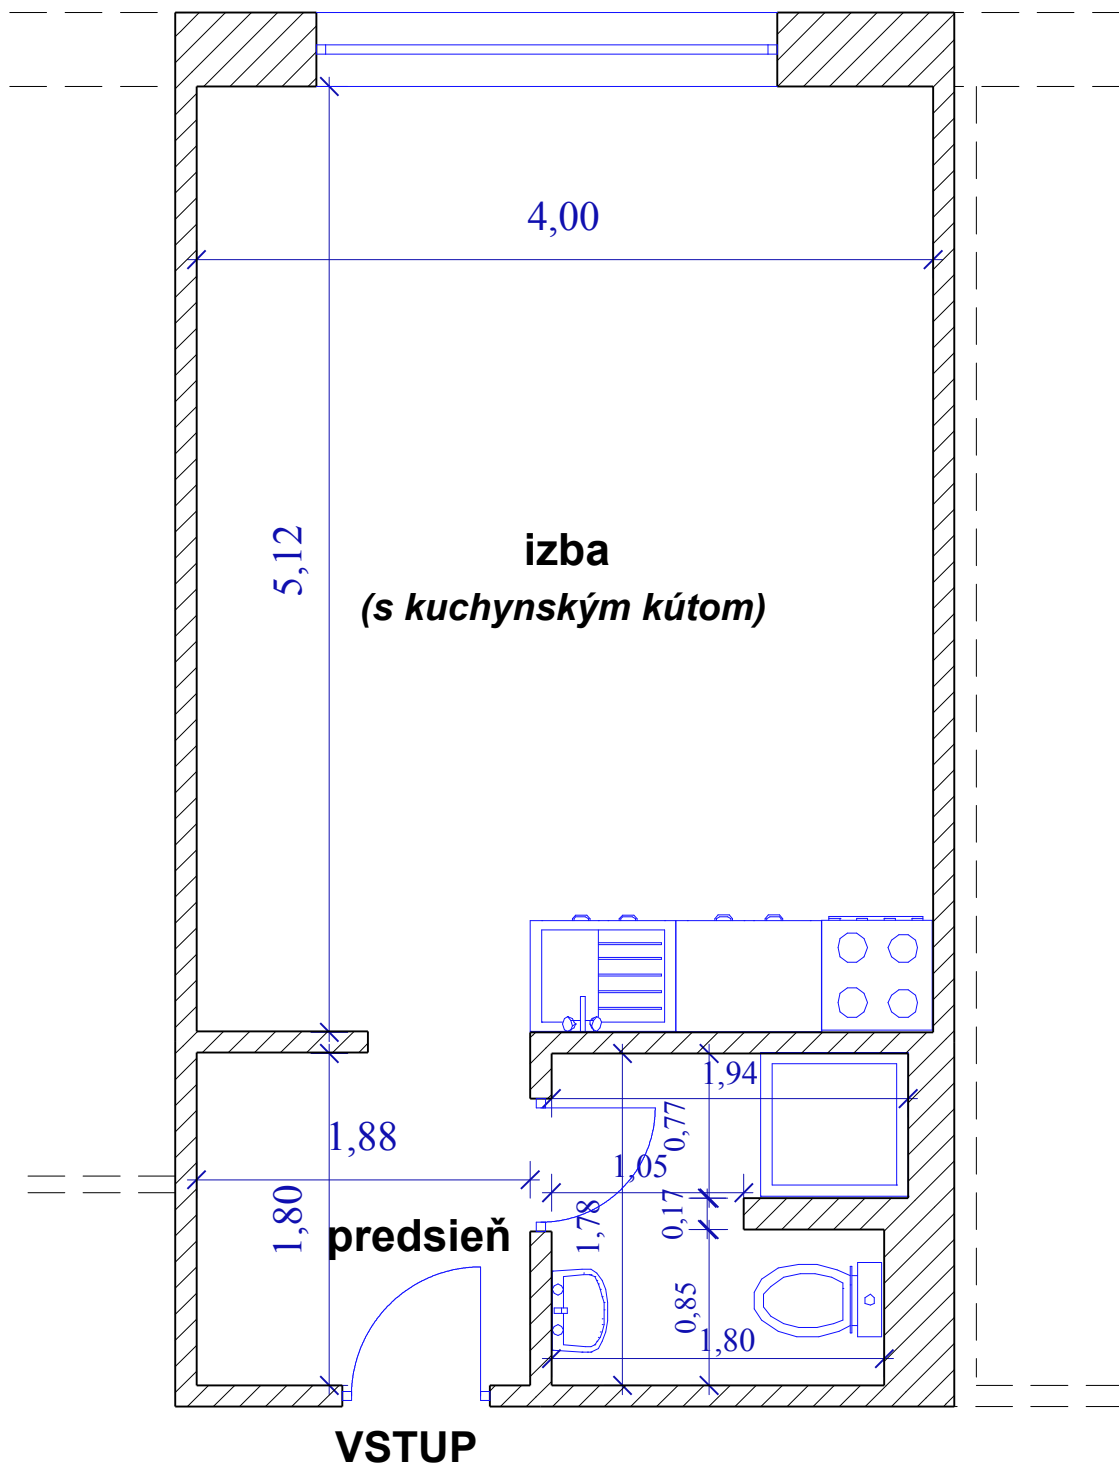 4,00
5,12
izba
(s kuchynským kútom)
1,94
0,77
1,88
1,05
1,80
1,78
0,17
predsieň
0,85
1,80
VSTUP